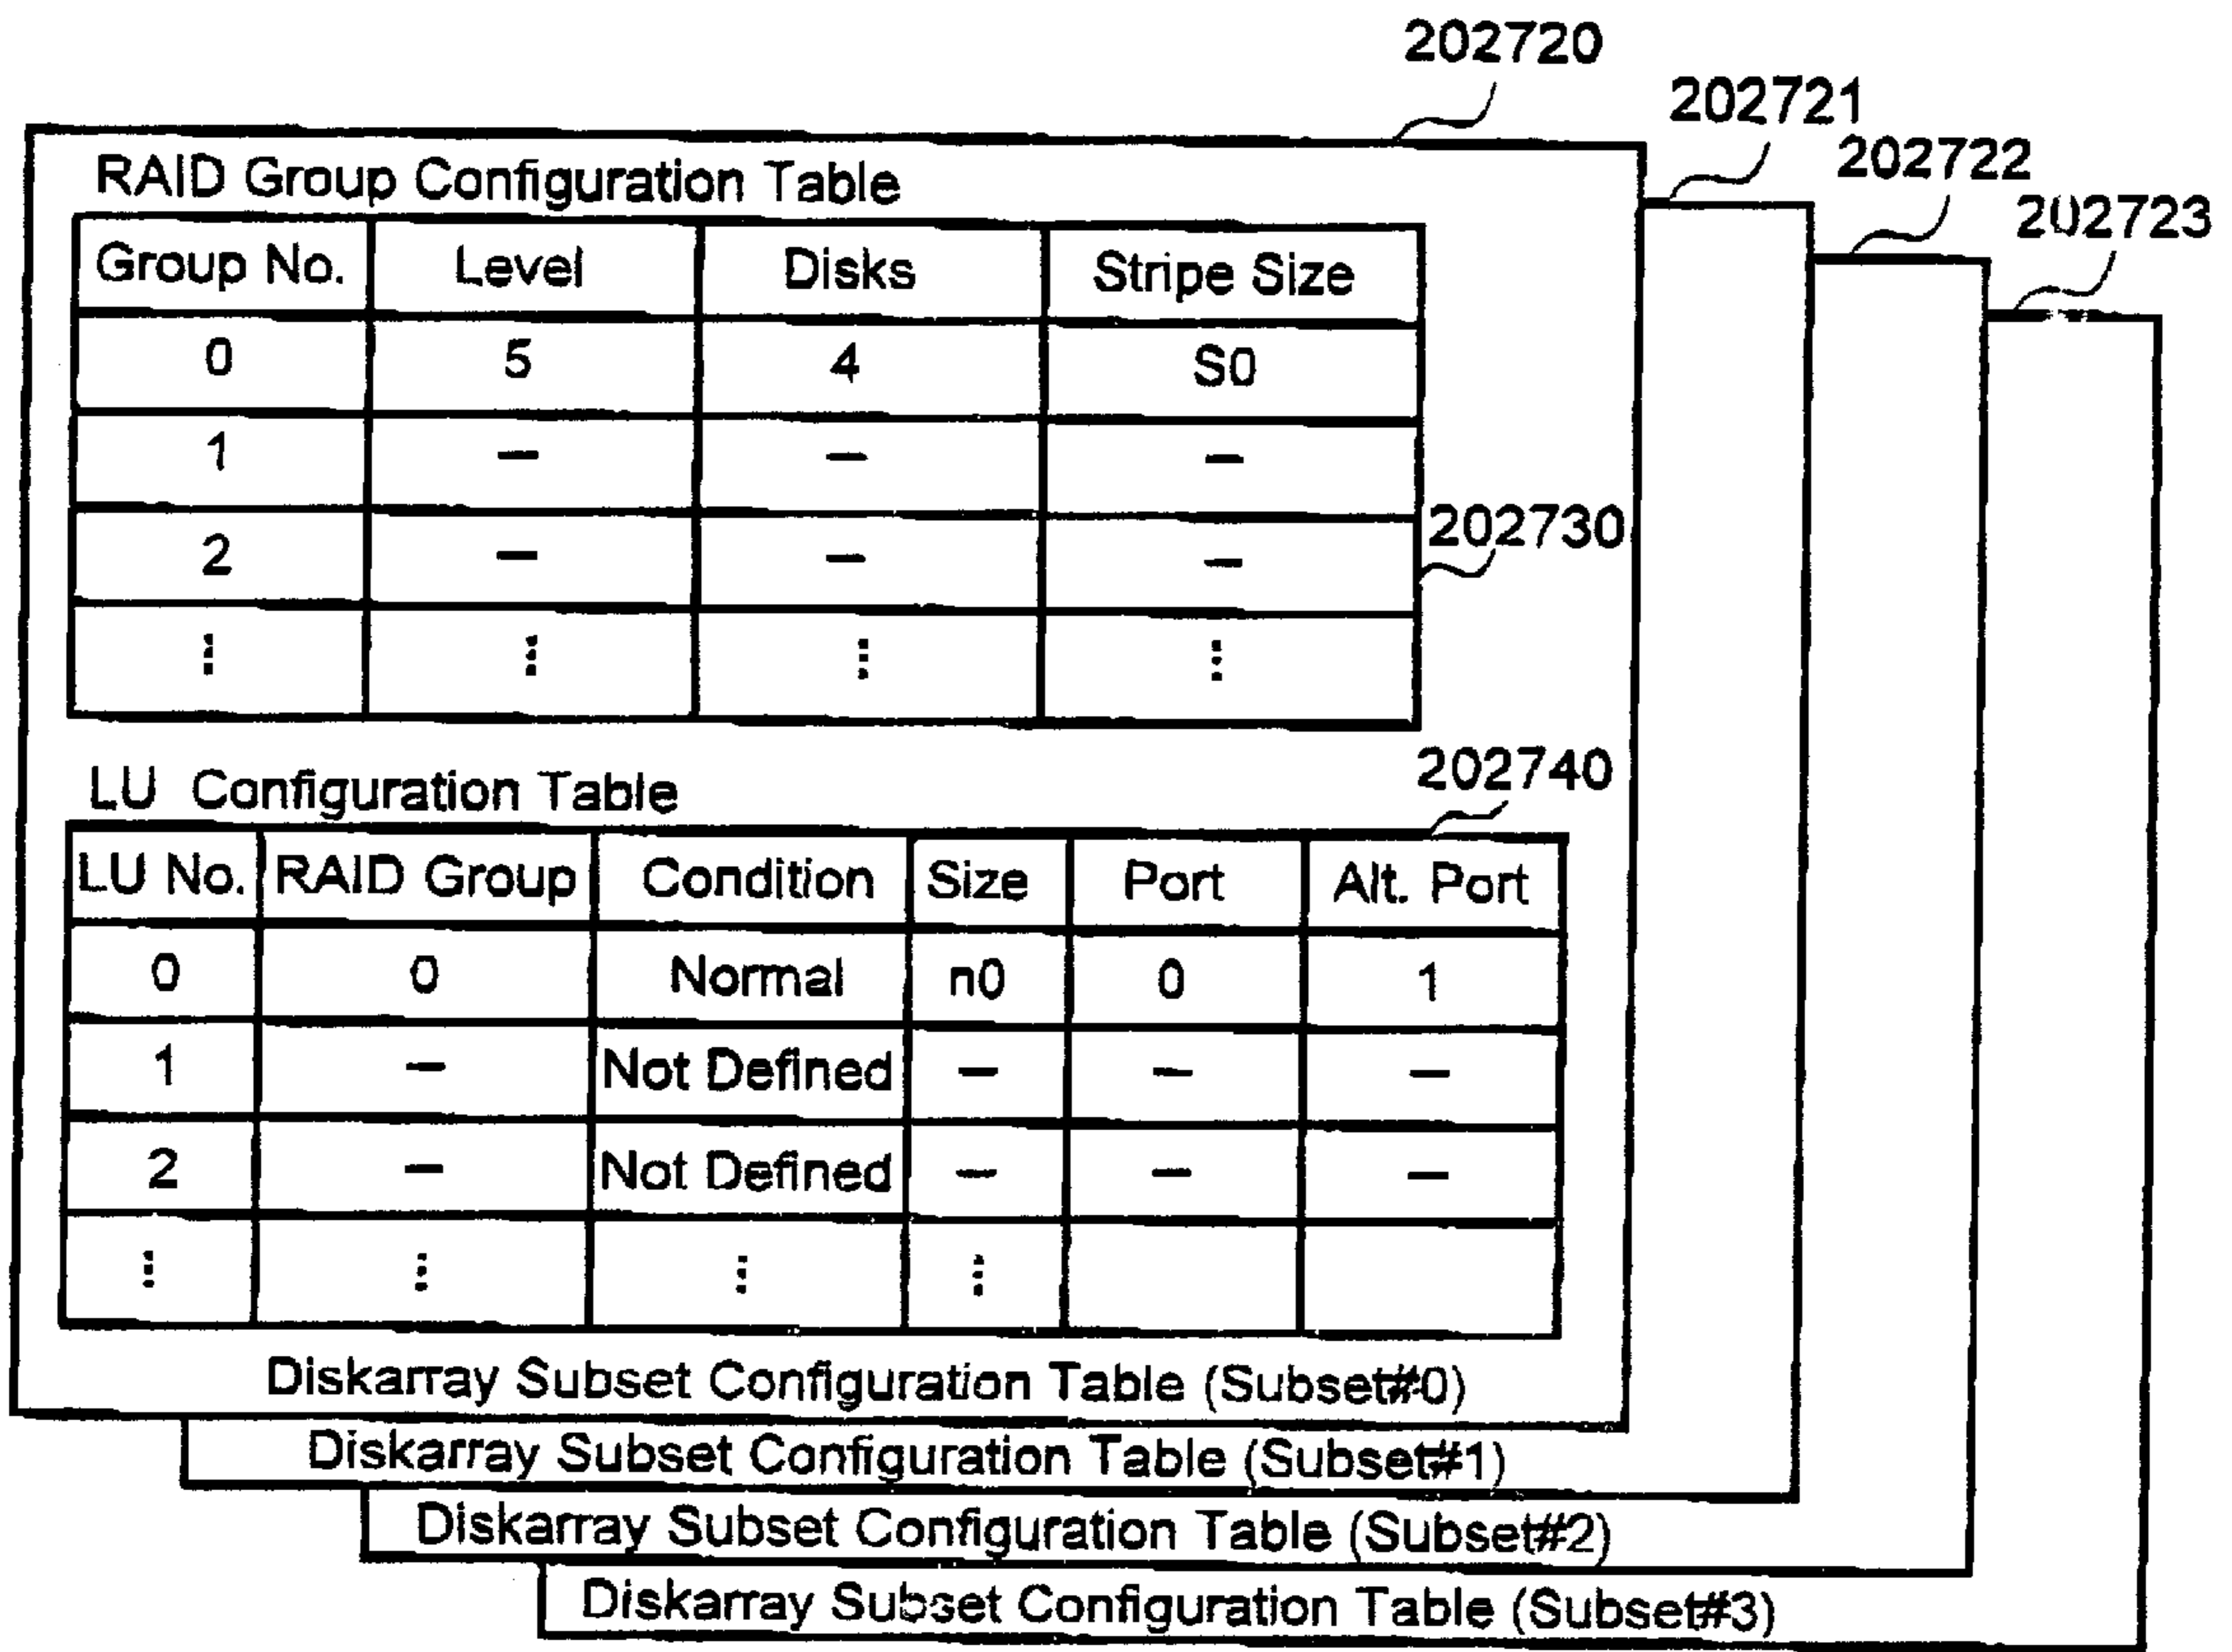 202720
202721
202722
202723
RAID Group Configuration Table
Group No. Level Disks Stripe Size
0 5 4 S0
1 – – –
2 – – –
⋮ ⋮ ⋮ ⋮
202730
LU Configuration Table
202740
LU No. RAID Group Condition Size Port Alt. Port
0 0 Normal n0 0 1
1 – Not Defined – – –
2 – Not Defined – – –
⋮ ⋮ ⋮ ⋮
Diskarray Subset Configuration Table (Subset#0)
Diskarray Subset Configuration Table (Subset#1)
Diskarray Subset Configuration Table (Subset#2)
Diskarray Subset Configuration Table (Subset#3)